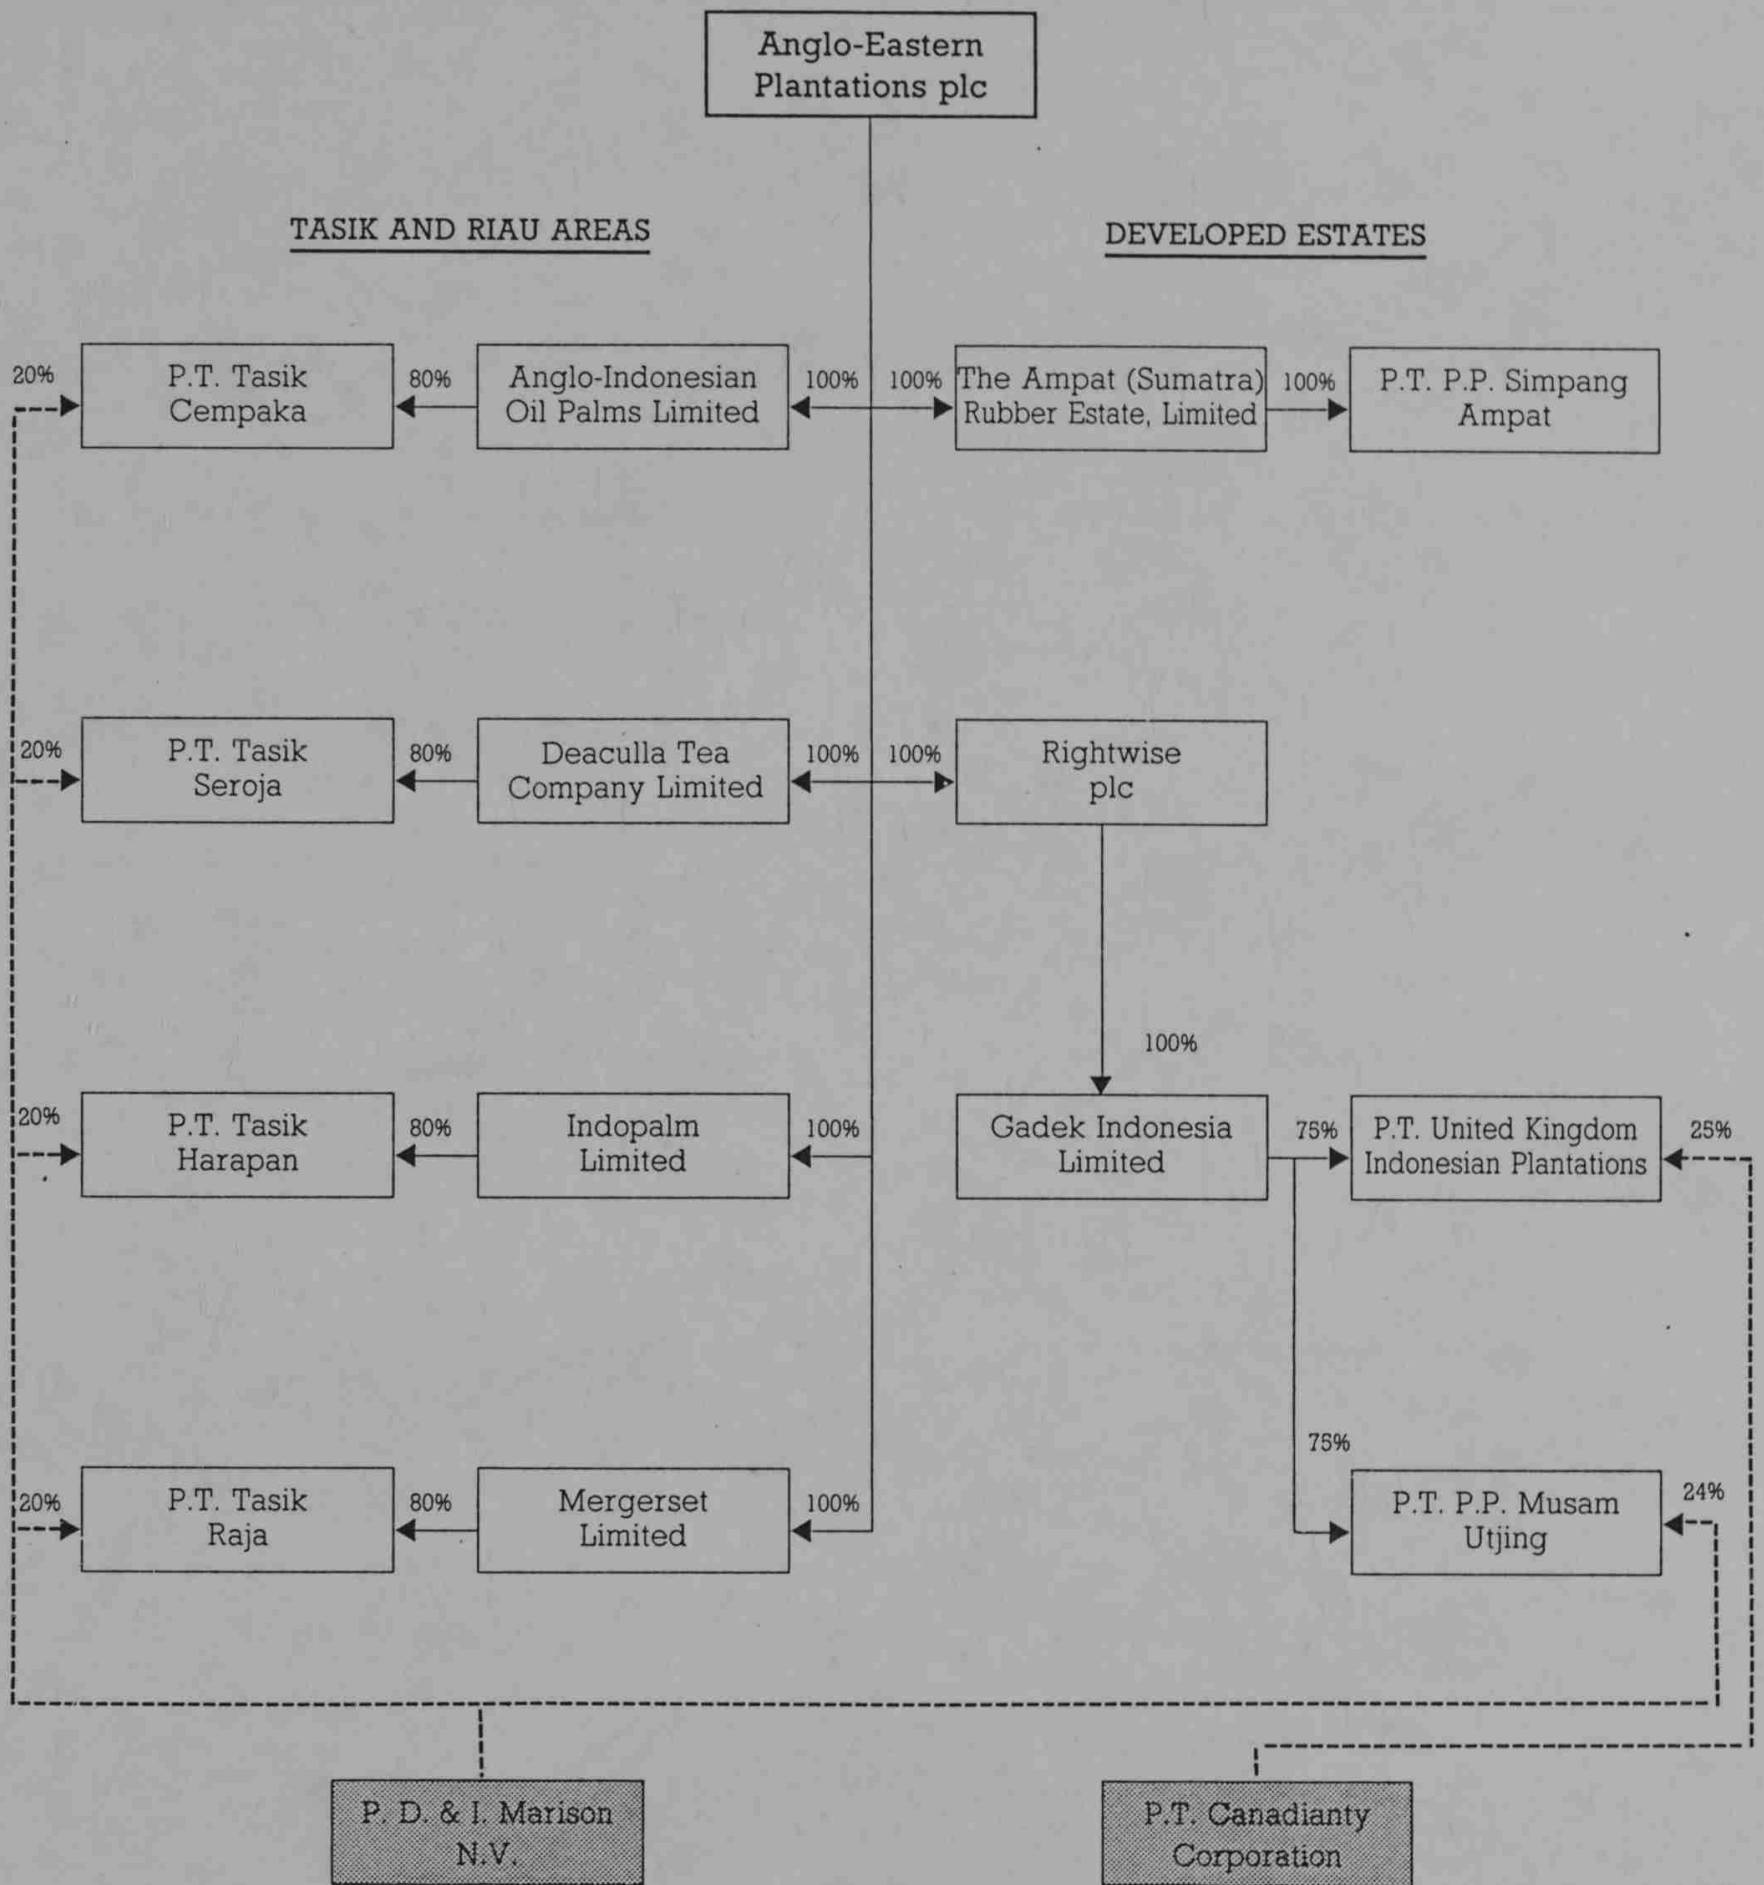 Anglo-Eastern
Plantations plc
TASIK AND RIAU AREAS
DEVELOPED ESTATES
20%
P.T. Tasik
Cempaka
80%
Anglo-Indonesian
Oil Palms Limited
100%
100%
The Ampat (Sumatra)
Rubber Estate, Limited
100%
P.T. P.P. Simpang
Ampat
20%
P.T. Tasik
Seroja
80%
Deaculla Tea
Company Limited
100%
100%
Rightwise
plc
100%
20%
P.T. Tasik
Harapan
80%
Indopalm
Limited
100%
Gadek Indonesia
Limited
75%
P.T. United Kingdom
Indonesian Plantations
25%
75%
20%
P.T. Tasik
Raja
80%
Mergerset
Limited
100%
P.T. P.P. Musam
Utjing
24%
P. D. & I. Marison
N.V.
P.T. Canadianty
Corporation